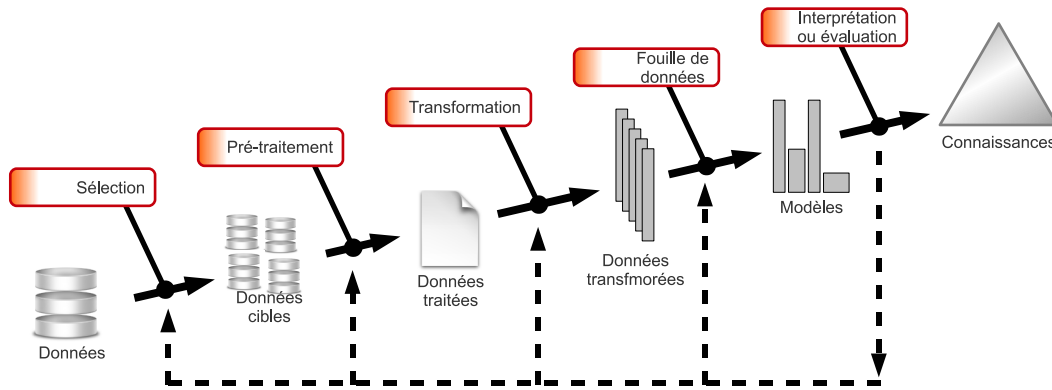 Interprétation
ou évaluation
Fouille de
données
Transformation
Pré-traitement
Sélection
Connaissances
Modèles
Données
transfmorées
Données
traitées
Données
cibles
Données